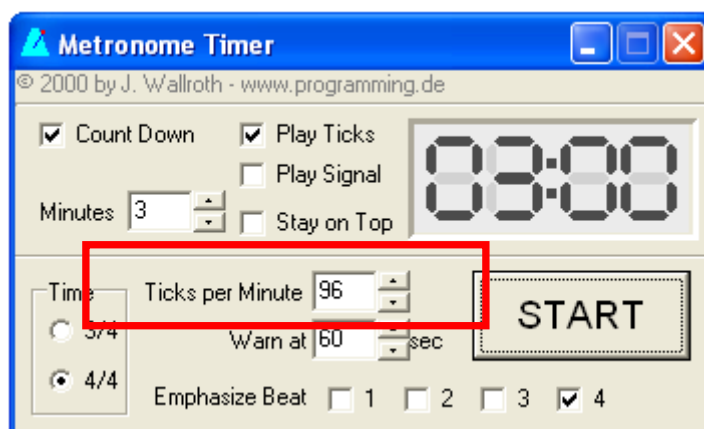 Metronome Timer
© 2000 by J. Wallroth - www.programming.de
Count Down
Play Ticks
03:00
Play Signal
Minutes 3
Stay on Top
Time
Ticks per Minute 96
START
3/4
Warn at 60 sec
4/4
Emphasize Beat 1 2 3 4